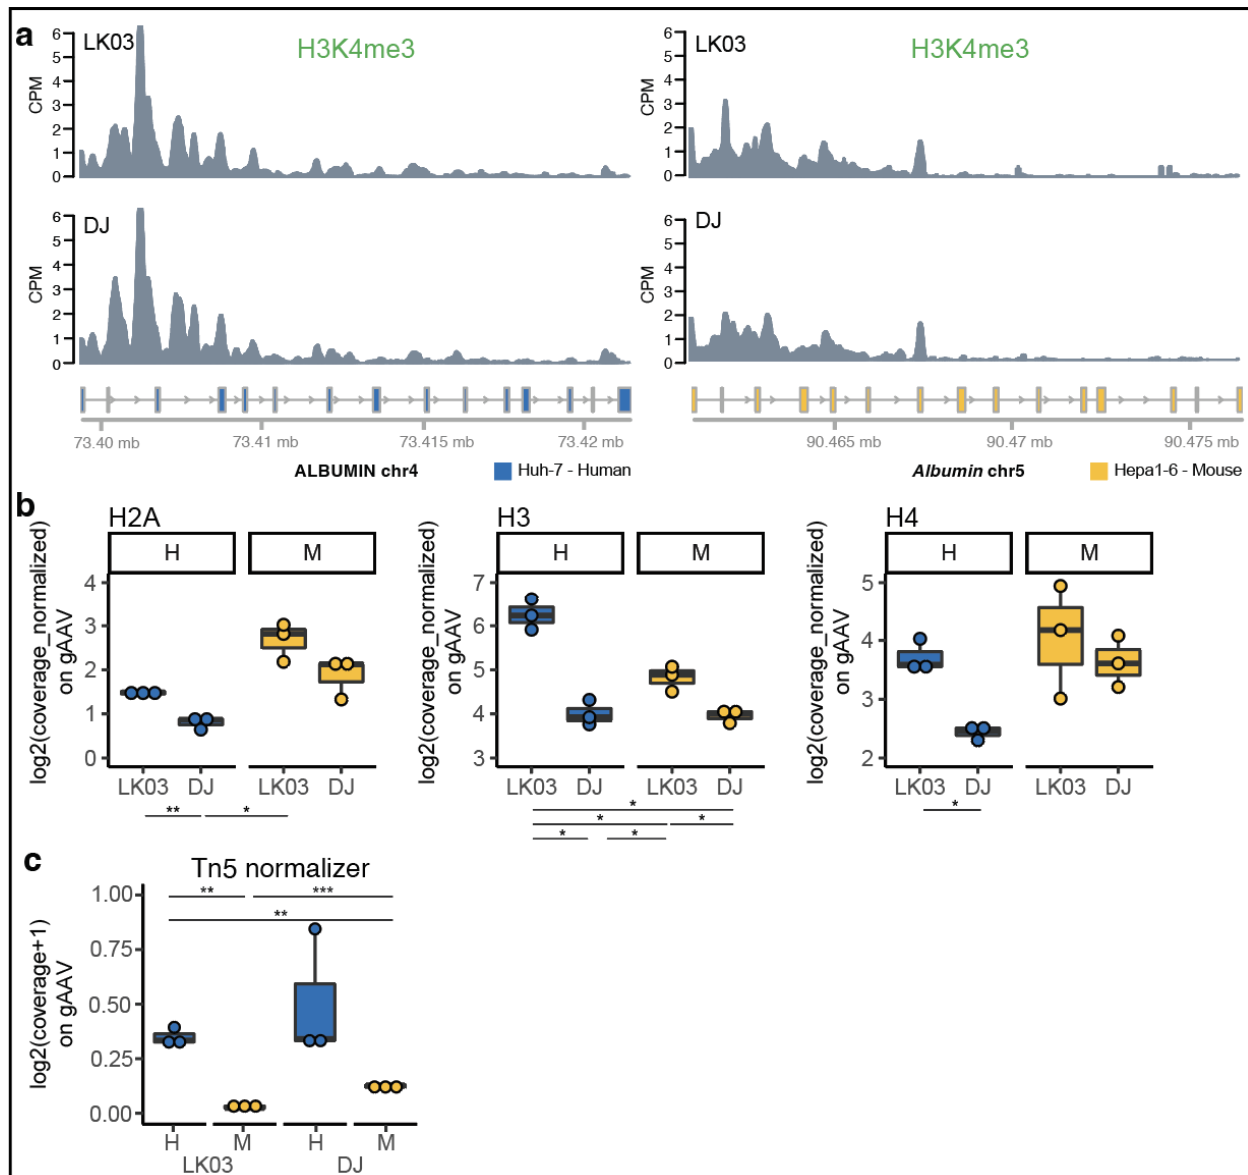 a
LK03
H3K4me3
6
5
4
3
2
1
0
CPM
LK03
H3K4me3
6
5
4
3
2
1
0
CPM
DJ
6
5
4
3
2
1
0
CPM
DJ
6
5
4
3
2
1
0
CPM
73.40 mb
73.41 mb
73.415 mb
73.42 mb
90.465 mb
90.47 mb
90.475 mb
ALBUMIN chr4
Huh-7 - Human
Albumin chr5
Hepa1-6 - Mouse
b
H2A
H
M
log2(coverage_normalized)
on gAAV
4
3
2
1
0
LK03
DJ
LK03
DJ
**
*
H3
H
M
log2(coverage_normalized)
on gAAV
7
6
5
4
3
LK03
DJ
LK03
DJ
*
*
*
*
*
H4
H
M
log2(coverage_normalized)
on gAAV
5
4
3
2
LK03
DJ
LK03
DJ
*
c
Tn5 normalizer
log2(coverage+1)
on gAAV
1.00
0.75
0.50
0.25
0.00
**
***
**
H
M
H
M
LK03
DJ